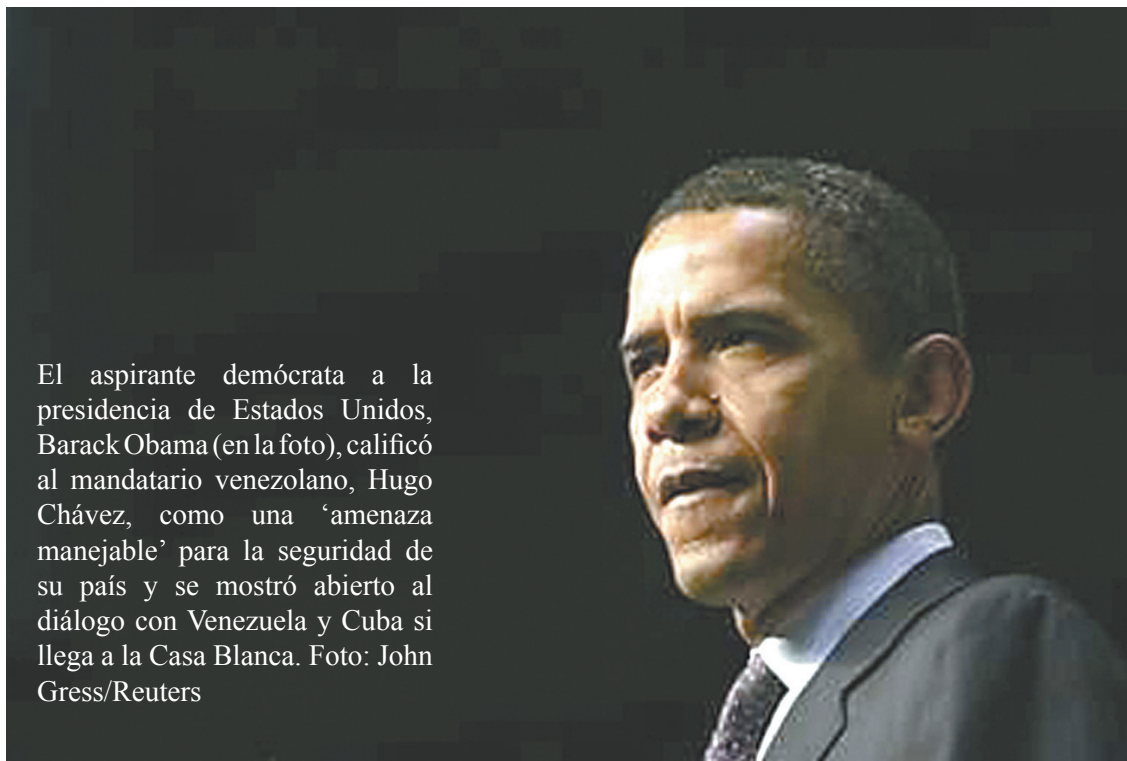 El aspirante demócrata a la
presidencia de Estados Unidos,
Barack Obama (en la foto), calificó
al mandatario venezolano, Hugo
Chávez, como una ‘amenaza
manejable’ para la seguridad de
su país y se mostró abierto al
diálogo con Venezuela y Cuba si
llega a la Casa Blanca. Foto: John
Gress/Reuters